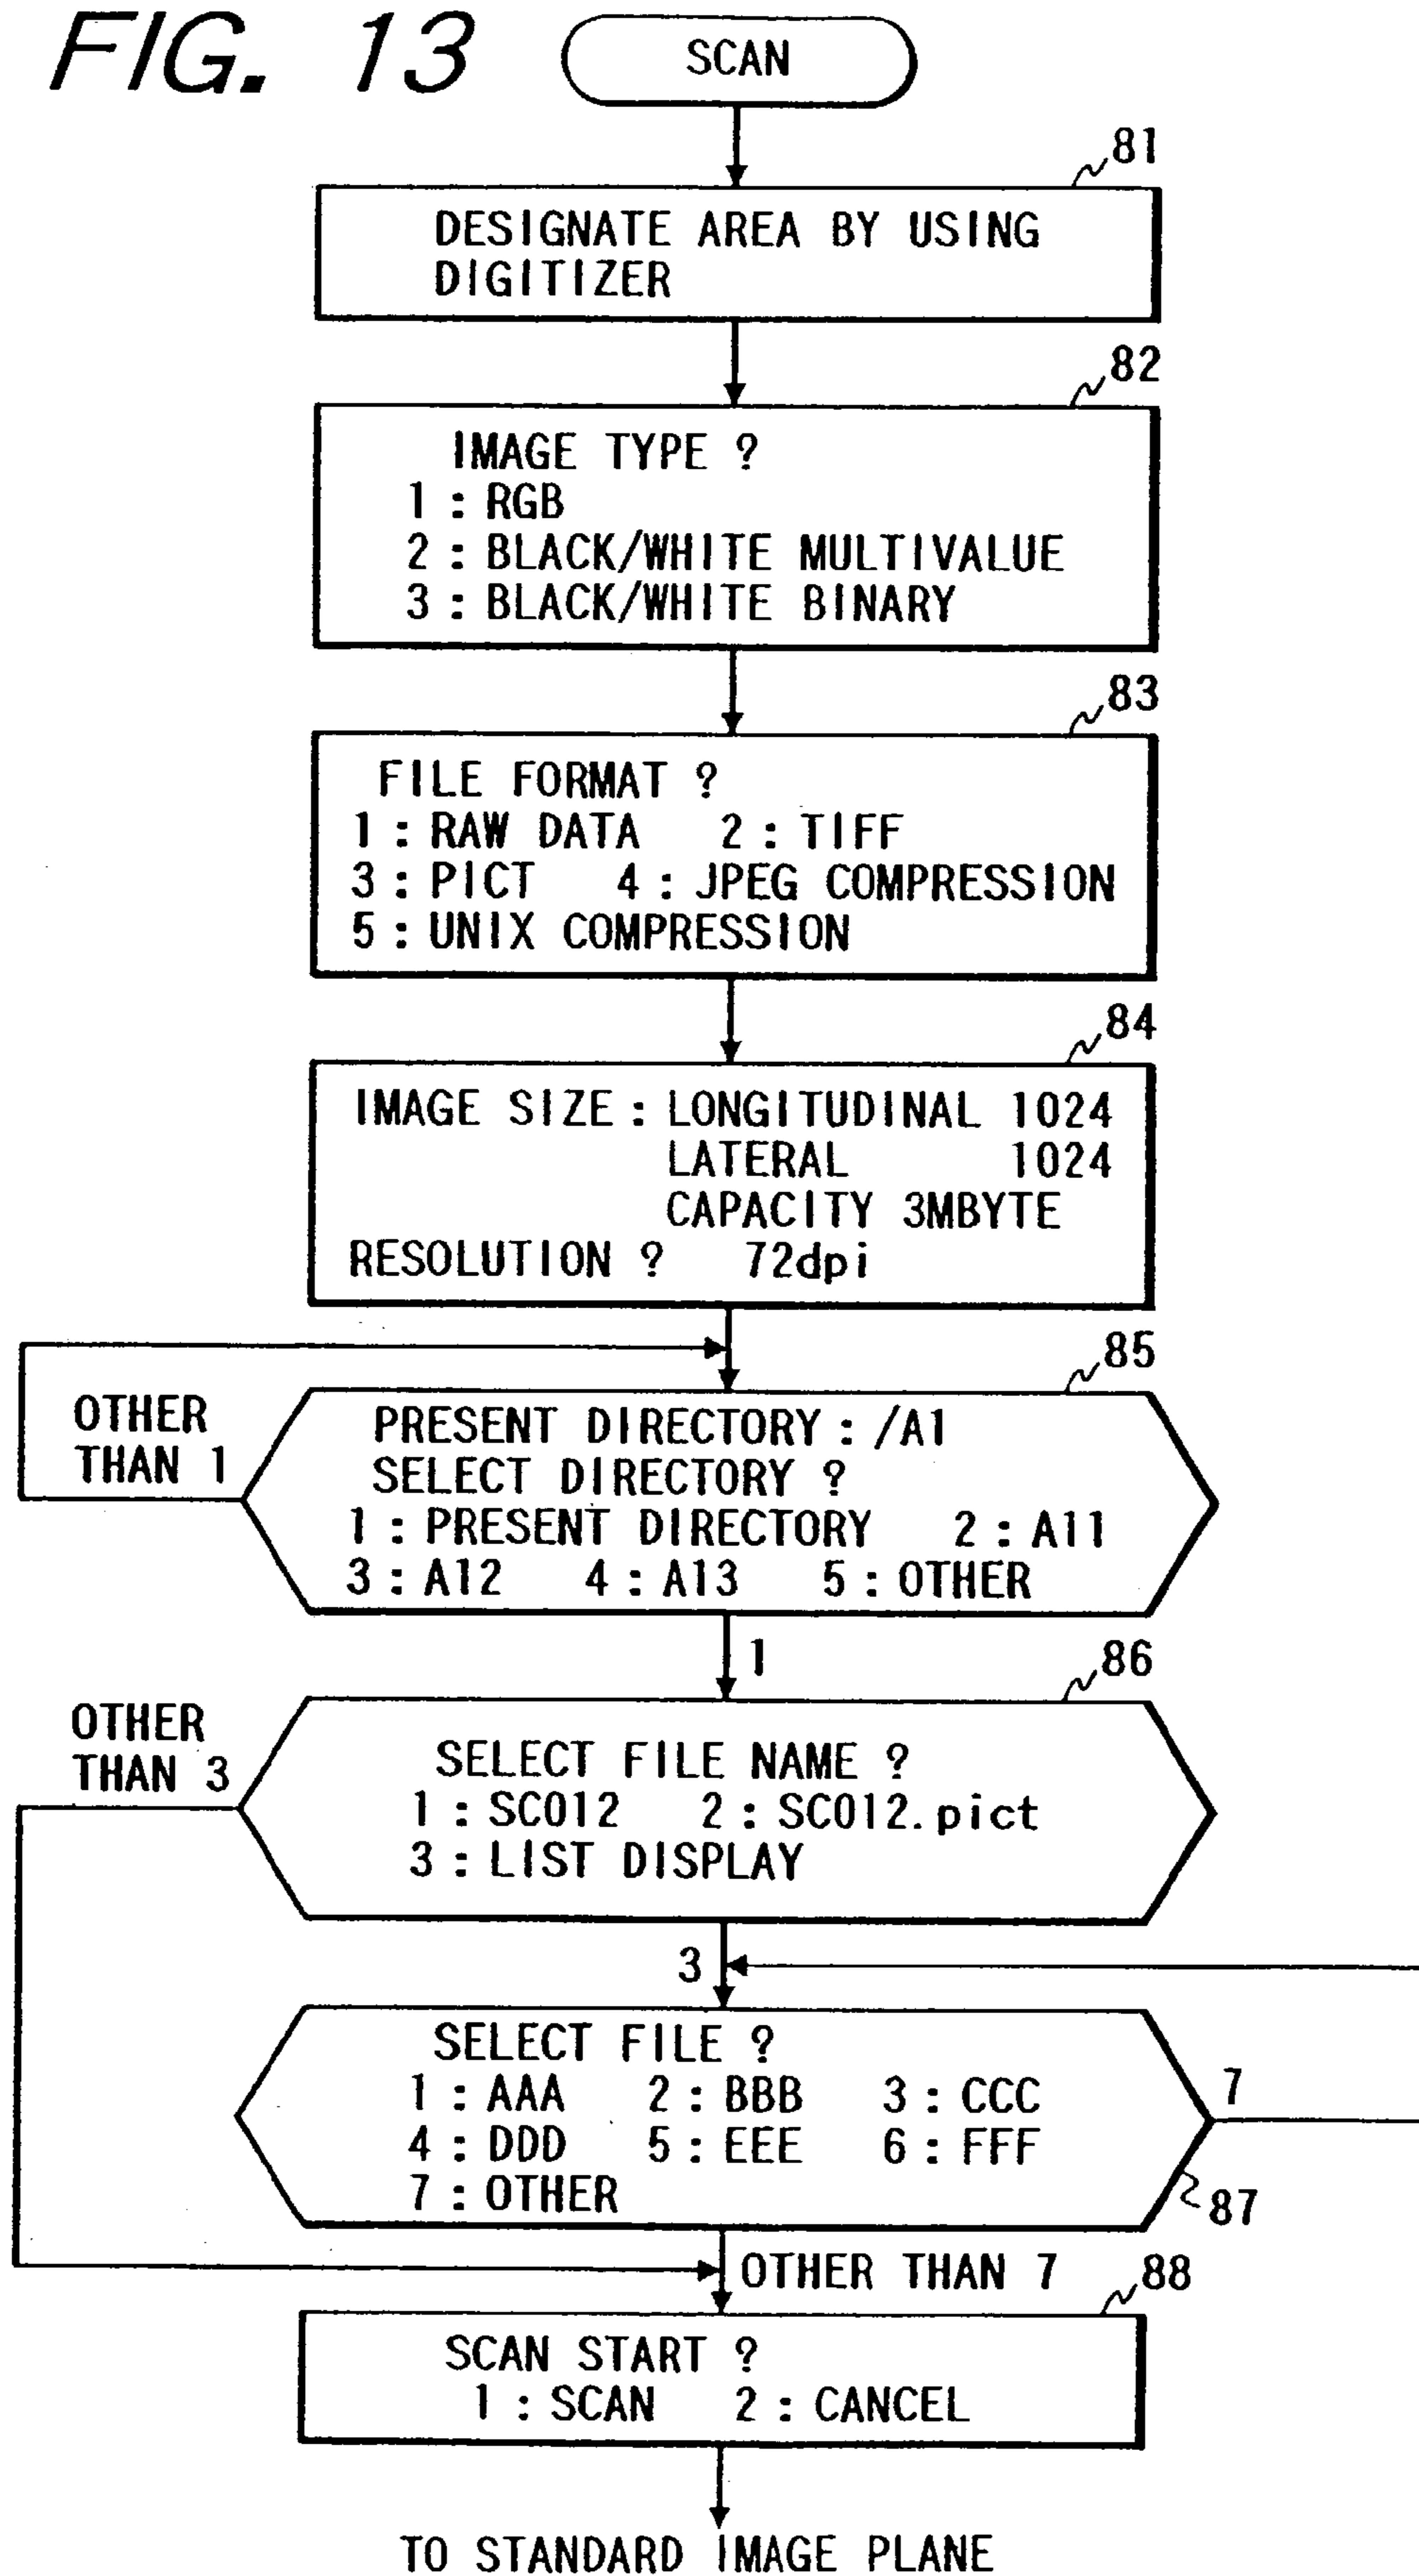 FIG. 13
SCAN
81
DESIGNATE AREA BY USING
DIGITIZER
82
IMAGE TYPE ?
1 : RGB
2 : BLACK/WHITE MULTIVALUE
3 : BLACK/WHITE BINARY
83
FILE FORMAT ?
1 : RAW DATA 2 : TIFF
3 : PICT 4 : JPEG COMPRESSION
5 : UNIX COMPRESSION
84
IMAGE SIZE : LONGITUDINAL 1024
LATERAL 1024
CAPACITY 3MBYTE
RESOLUTION ? 72dpi
85
OTHER
THAN 1
PRESENT DIRECTORY : /A1
SELECT DIRECTORY ?
1 : PRESENT DIRECTORY 2 : A11
3 : A12 4 : A13 5 : OTHER
1
86
OTHER
THAN 3
SELECT FILE NAME ?
1 : SC012 2 : SC012.pict
3 : LIST DISPLAY
3
SELECT FILE ?
1 : AAA 2 : BBB 3 : CCC
4 : DDD 5 : EEE 6 : FFF
7 : OTHER
7
87
OTHER THAN 7
88
SCAN START ?
1 : SCAN 2 : CANCEL
TO STANDARD IMAGE PLANE